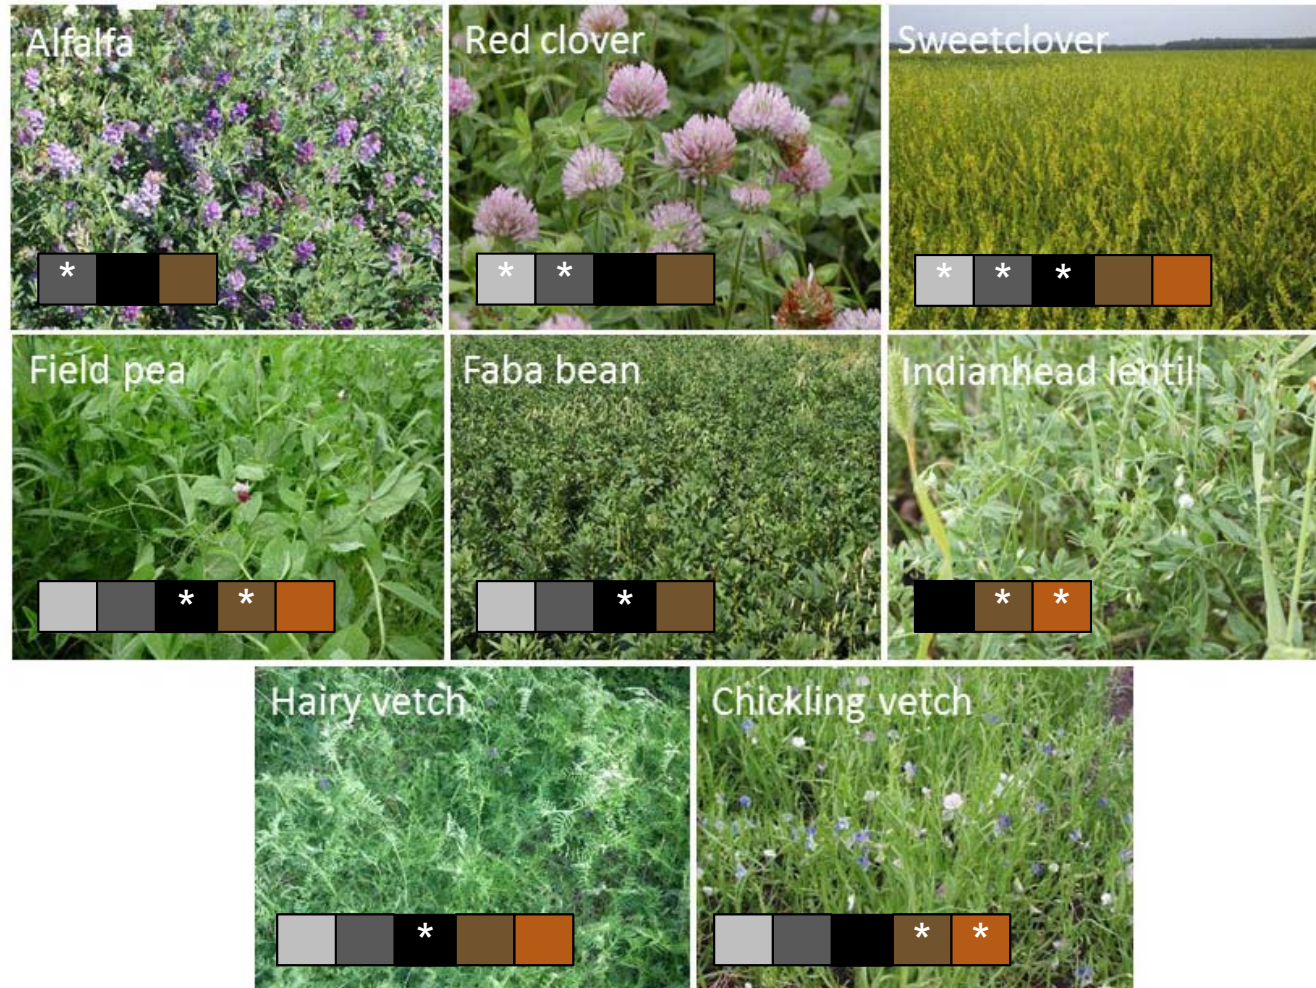 Alfalfa
Red clover
Sweetclover
*
* *
* * *
Field pea
Faba bean
Indianhead lentil
* *
*
* *
Hairy vetch
Chickling vetch
*
* *